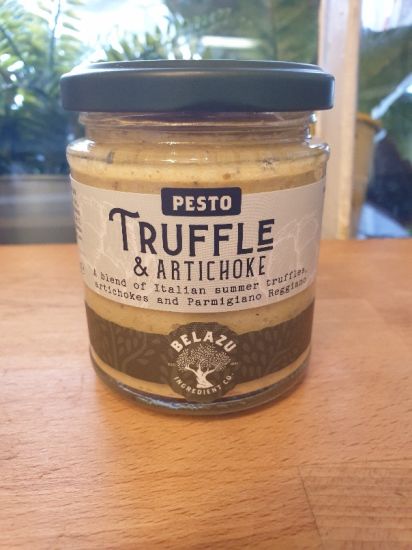 PESTO
TRUFFLE
& ARTICHOKE
A blend of Italian summer truffles,
artichokes and Parmigiano Reggiano
BELAZU
INGREDIENT CO.